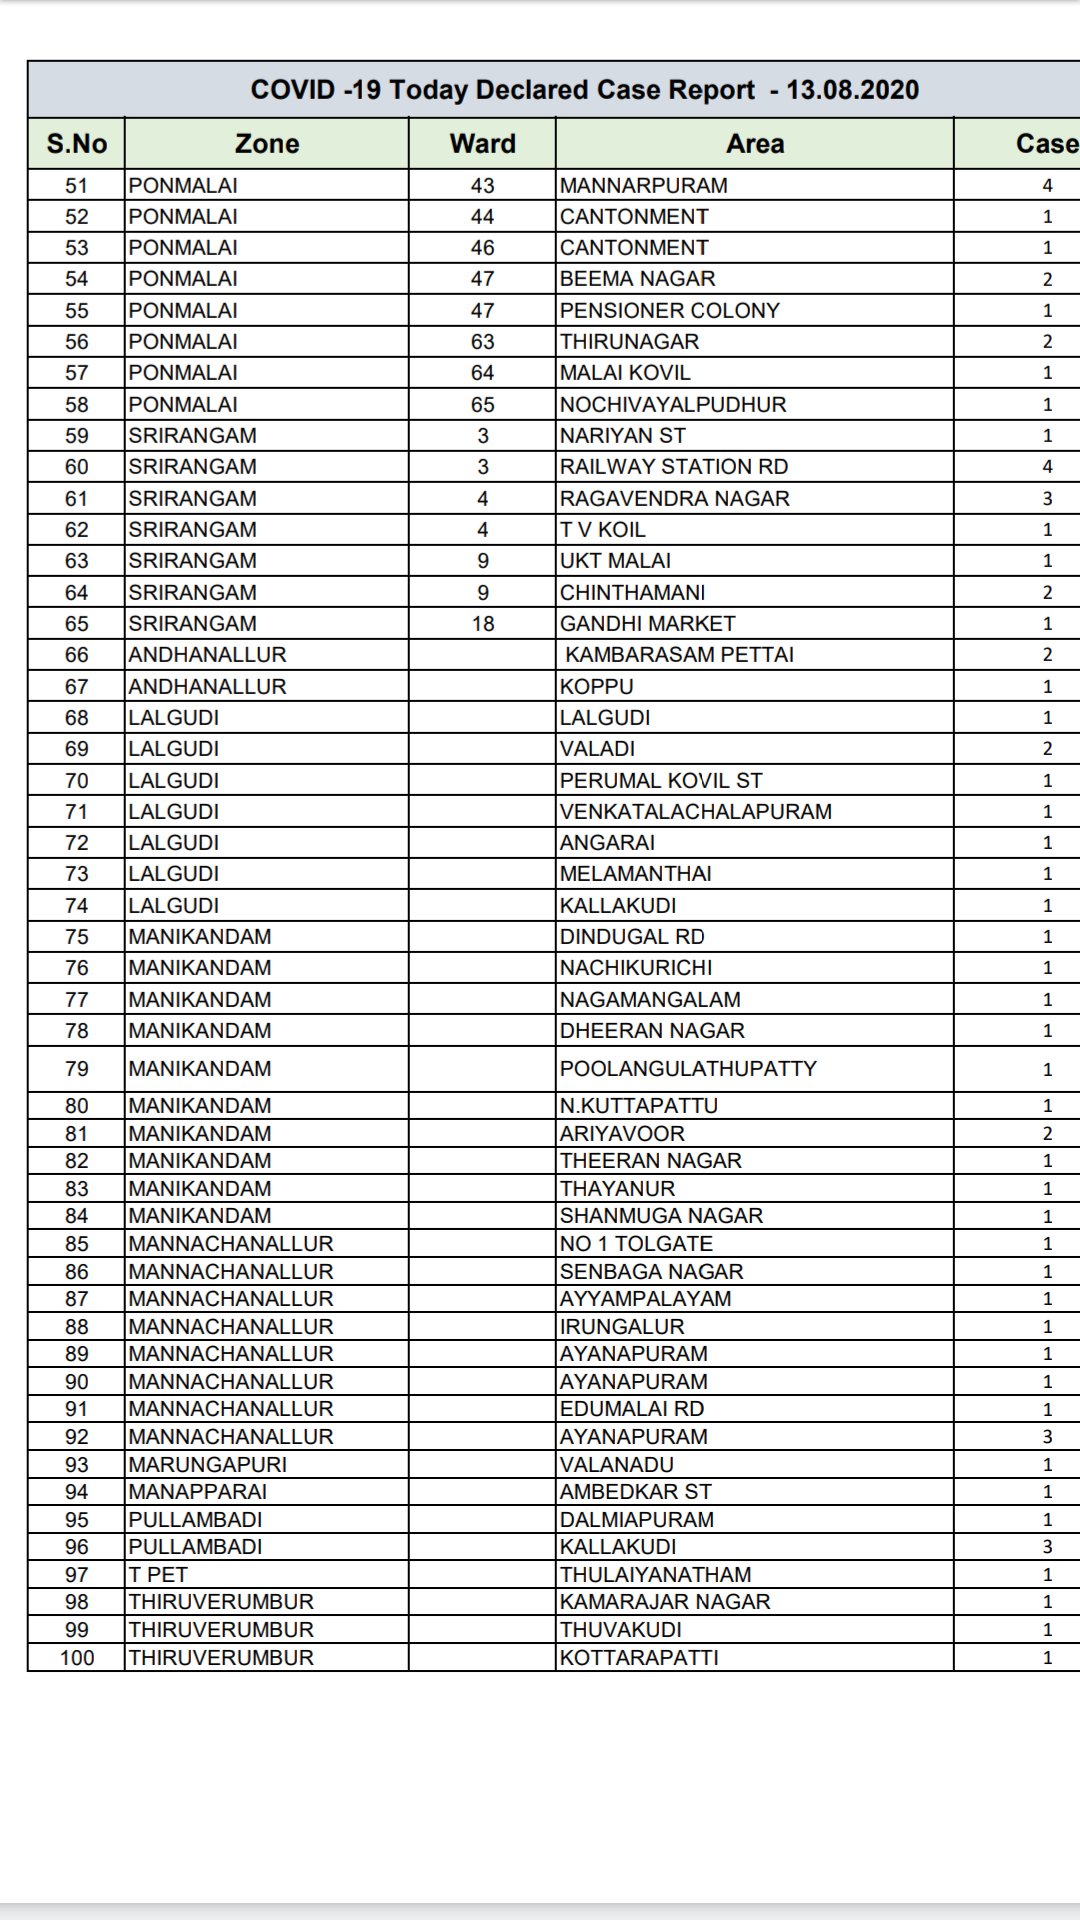 COVID -19 Today Declared Case Report - 13.08.2020
S.No Zone Ward Area Case
51 PONMALAI 43 MANNARPURAM 4
52 PONMALAI 44 CANTONMENT 1
53 PONMALAI 46 CANTONMENT 1
54 PONMALAI 47 BEEMA NAGAR 2
55 PONMALAI 47 PENSIONER COLONY 1
56 PONMALAI 63 THIRUNAGAR 2
57 PONMALAI 64 MALAI KOVIL 1
58 PONMALAI 65 NOCHIVAYALPUDHUR 1
59 SRIRANGAM 3 NARIYAN ST 1
60 SRIRANGAM 3 RAILWAY STATION RD 4
61 SRIRANGAM 4 RAGAVENDRA NAGAR 3
62 SRIRANGAM 4 T V KOIL 1
63 SRIRANGAM 9 UKT MALAI 1
64 SRIRANGAM 9 CHINTHAMANI 2
65 SRIRANGAM 18 GANDHI MARKET 1
66 ANDHANALLUR KAMBARASAM PETTAI 2
67 ANDHANALLUR KOPPU 1
68 LALGUDI LALGUDI 1
69 LALGUDI VALADI 2
70 LALGUDI PERUMAL KOVIL ST 1
71 LALGUDI VENKATALACHALAPURAM 1
72 LALGUDI ANGARAI 1
73 LALGUDI MELAMANTHAI 1
74 LALGUDI KALLAKUDI 1
75 MANIKANDAM DINDUGAL RD 1
76 MANIKANDAM NACHIKURICHI 1
77 MANIKANDAM NAGAMANGALAM 1
78 MANIKANDAM DHEERAN NAGAR 1
79 MANIKANDAM POOLANGULATHUPATTY 1
80 MANIKANDAM N.KUTTAPATTU 1
81 MANIKANDAM ARIYAVOOR 2
82 MANIKANDAM THEERAN NAGAR 1
83 MANIKANDAM THAYANUR 1
84 MANIKANDAM SHANMUGA NAGAR 1
85 MANNACHANALLUR NO 1 TOLGATE 1
86 MANNACHANALLUR SENBAGA NAGAR 1
87 MANNACHANALLUR AYYAMPALAYAM 1
88 MANNACHANALLUR IRUNGALUR 1
89 MANNACHANALLUR AYANAPURAM 1
90 MANNACHANALLUR AYANAPURAM 1
91 MANNACHANALLUR EDUMALAI RD 1
92 MANNACHANALLUR AYANAPURAM 3
93 MARUNGAPURI VALANADU 1
94 MANAPPARAI AMBEDKAR ST 1
95 PULLAMBADI DALMIAPURAM 1
96 PULLAMBADI KALLAKUDI 3
97 T PET THULAIYANATHAM 1
98 THIRUVERUMBUR KAMARAJAR NAGAR 1
99 THIRUVERUMBUR THUVAKUDI 1
100 THIRUVERUMBUR KOTTARAPATTI 1